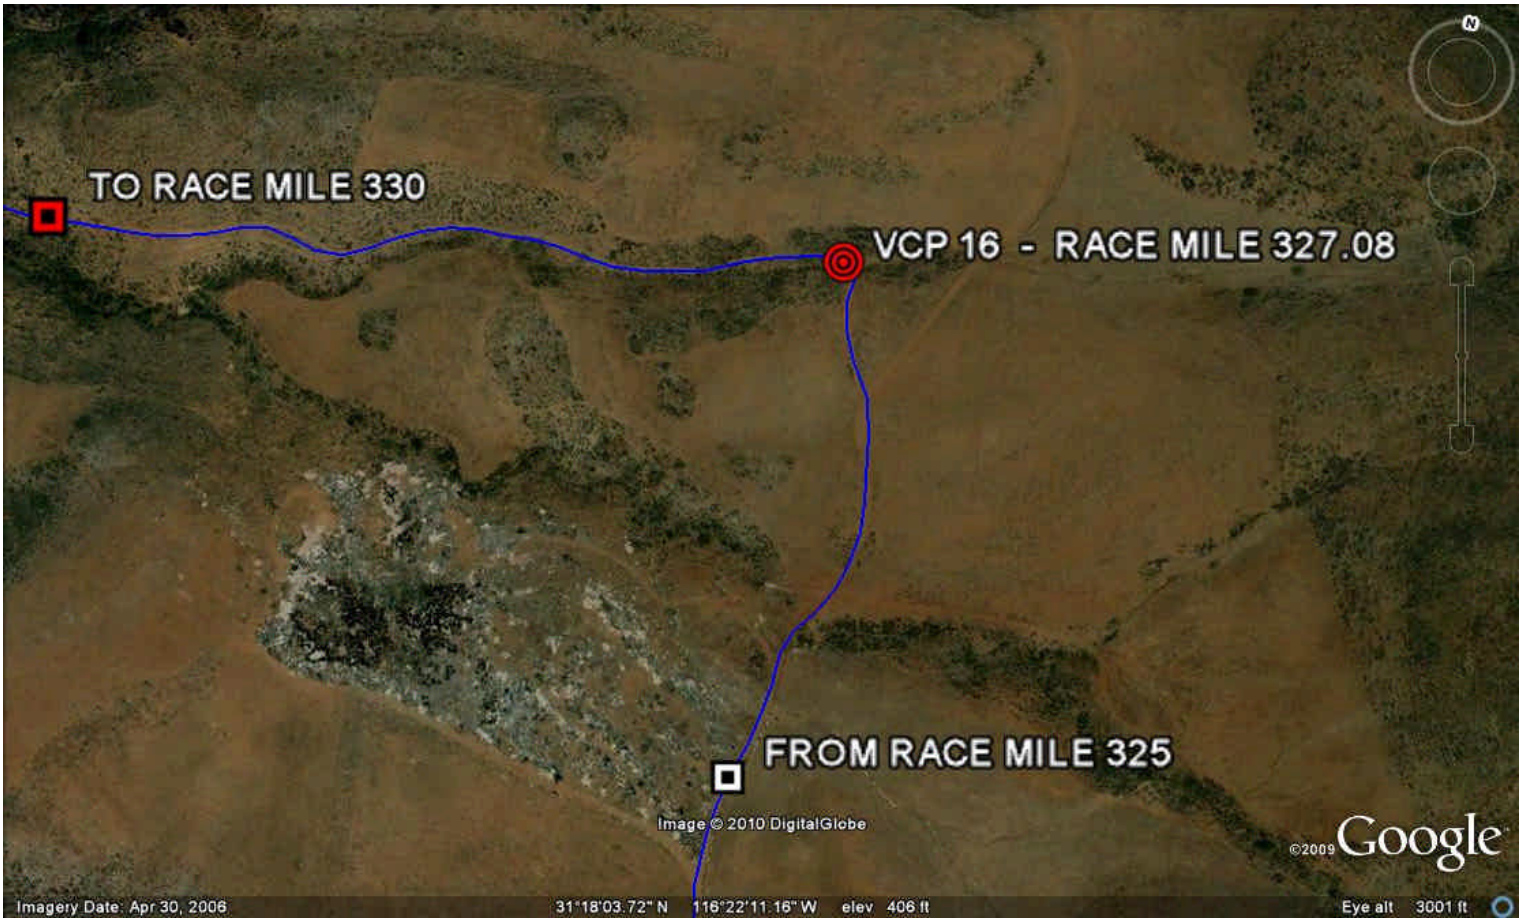 N
TO RACE MILE 330
VCP 16 - RACE MILE 327.08
FROM RACE MILE 325
Image © 2010 DigitalGlobe
©2009 Google
Imagery Date: Apr 30, 2006 31°18'03.72" N 116°22'11.16" W elev 406 ft Eye alt 3001 ft